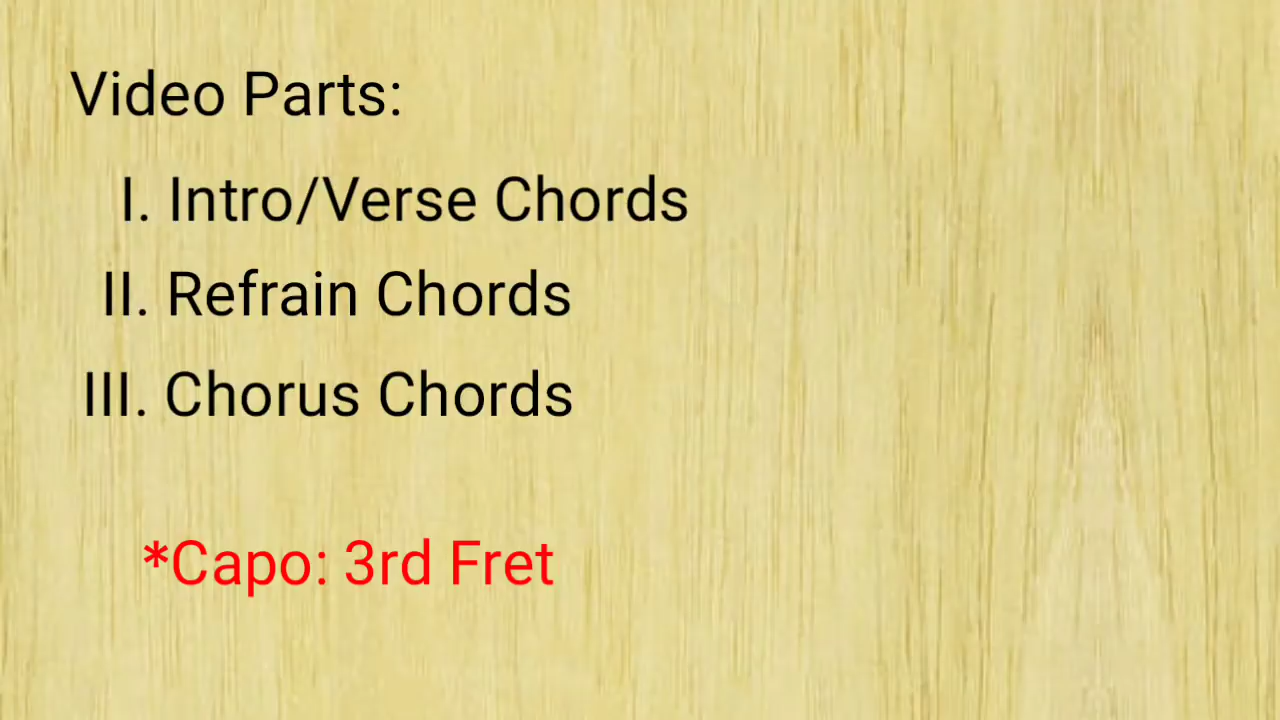 Video Parts:
I. Intro/Verse Chords
II. Refrain Chords
III. Chorus Chords
*Capo: 3rd Fret